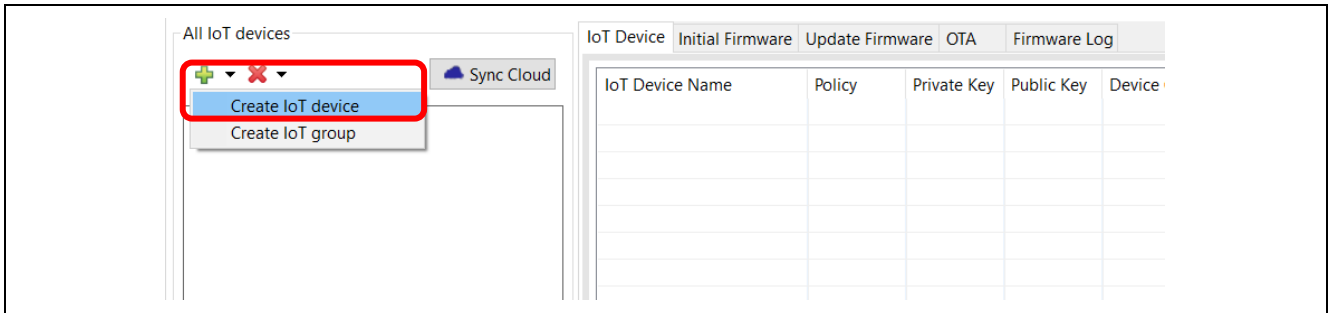 All IoT devices
Sync Cloud
Create IoT device
Create IoT group
IoT Device Initial Firmware Update Firmware OTA Firmware Log
IoT Device Name Policy Private Key Public Key Device